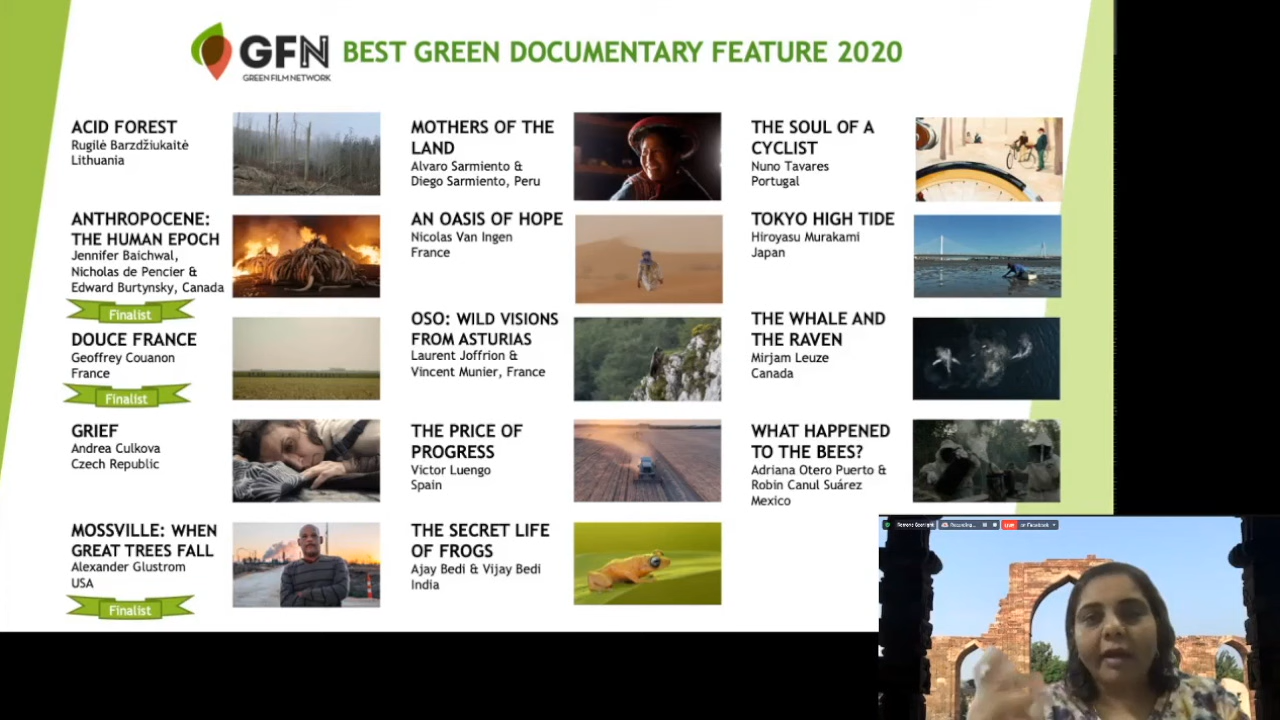 GFN
GREEN FILM NETWORK
BEST GREEN DOCUMENTARY FEATURE 2020
ACID FOREST
Rugilė Barzdžiukaitė
Lithuania
ANTHROPOCENE:
THE HUMAN EPOCH
Jennifer Baichwal,
Nicholas de Pencier &
Edward Burtynsky, Canada
Finalist
DOUCE FRANCE
Geoffrey Couanon
France
Finalist
GRIEF
Andrea Culkova
Czech Republic
MOSSVILLE: WHEN
GREAT TREES FALL
Alexander Glustrom
USA
Finalist
MOTHERS OF THE
LAND
Alvaro Sarmiento &
Diego Sarmiento, Peru
AN OASIS OF HOPE
Nicolas Van Ingen
France
OSO: WILD VISIONS
FROM ASTURIAS
Laurent Joffrion &
Vincent Munier, France
THE PRICE OF
PROGRESS
Victor Luengo
Spain
THE SECRET LIFE
OF FROGS
Ajay Bedi & Vijay Bedi
India
THE SOUL OF A
CYCLIST
Nuno Tavares
Portugal
TOKYO HIGH TIDE
Hiroyasu Murakami
Japan
THE WHALE AND
THE RAVEN
Mirjam Leuze
Canada
WHAT HAPPENED
TO THE BEES?
Adriana Otero Puerto &
Robin Canul Suárez
Mexico
Remove Spotlight
Recording...
LIVE
on Facebook